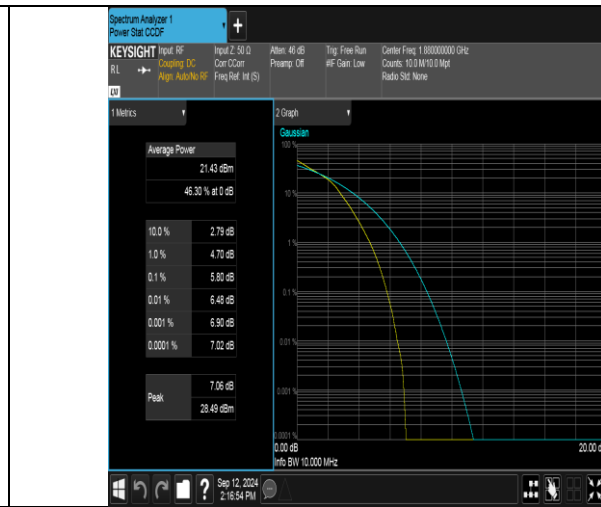 Spectrum Analyzer 1
Power Stat CCDF
+
KEYSIGHT Input: RF Input Z: 50 Ω Atten: 46 dB Trig: Free Run Center Freq: 1.880000000 GHz
RL Coupling: DC Corr CCorr Preamp: Off #IF Gain: Low Counts: 10.0 M/10.0 Mpt
Align: Auto/No RF Freq Ref: Int (S) Radio Std: None
LXI
1 Metrics
2 Graph
Average Power
21.43 dBm
46.30 % at 0 dB
10.0 % 2.79 dB
1.0 % 4.70 dB
0.1 % 5.80 dB
0.01 % 6.48 dB
0.001 % 6.90 dB
0.0001 % 7.02 dB
Peak 7.06 dB
28.49 dBm
Gaussian
100 %
10 %
1 %
0.1 %
0.01 %
0.001 %
0.0001 %
0.00 dB 20.00 d
Info BW 10.000 MHz
? Sep 12, 2024
2:16:54 PM